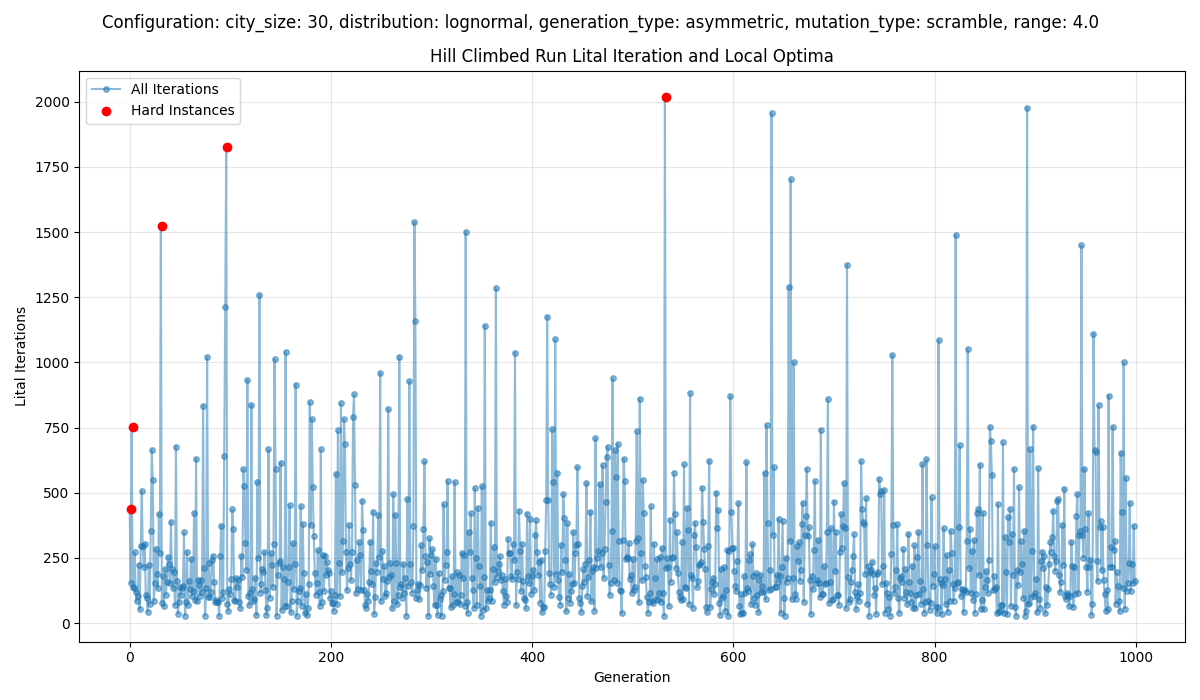 Configuration: city_size: 30, distribution: lognormal, generation_type: asymmetric, mutation_type: scramble, range: 4.0
Hill Climbed Run Lital Iteration and Local Optima
All Iterations
Hard Instances
Lital Iterations
2000
1750
1500
1250
1000
750
500
250
0
0 200 400 600 800 1000
Generation